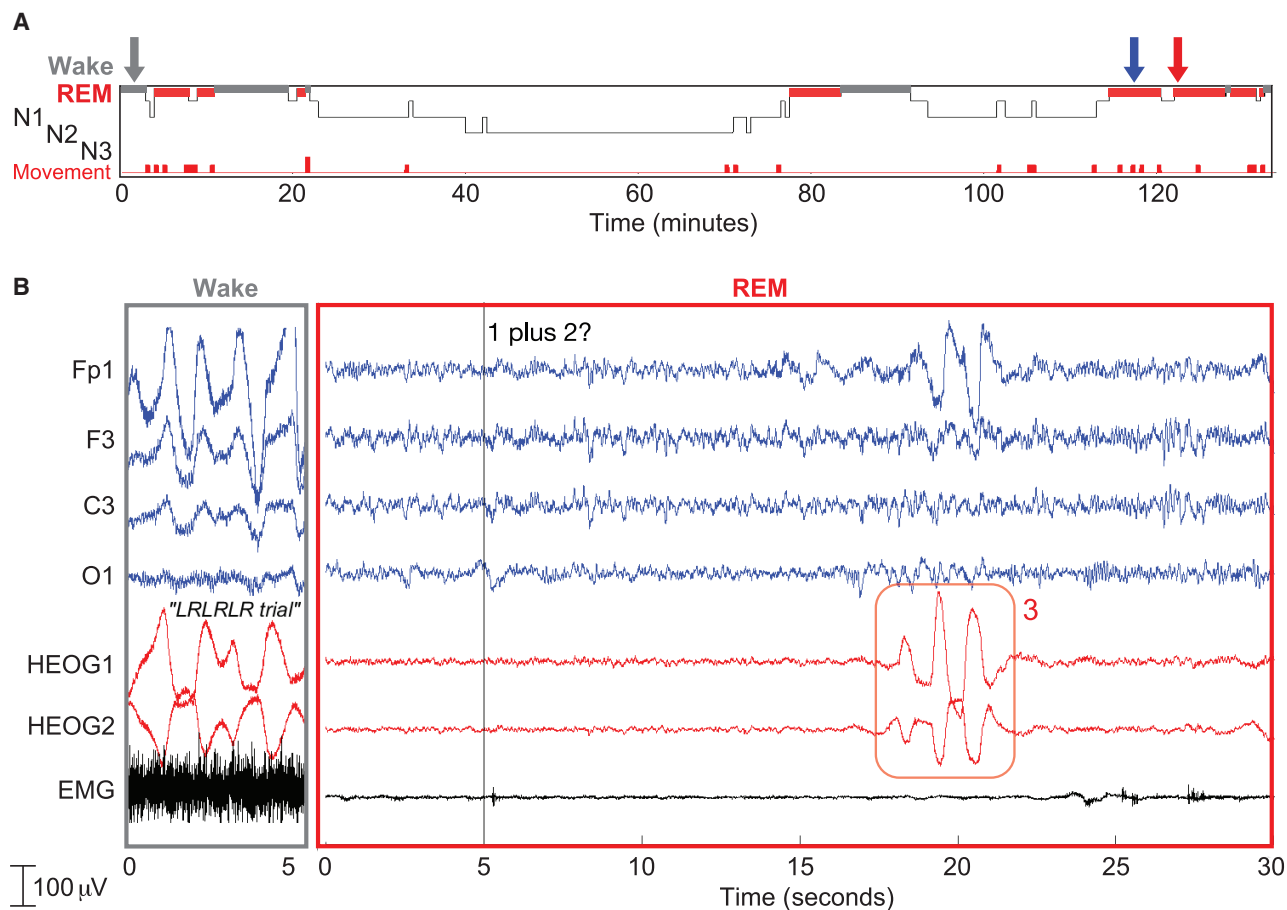 A
Wake
REM
N1
N2
N3
Movement
0 20 40 60 80 100 120
Time (minutes)
B
Wake REM
1 plus 2?
Fp1
F3
C3
O1
"LRLRLR trial"
3
HEOG1
HEOG2
EMG
0 5 0 5 10 15 20 25 30
Time (seconds)
100 μV